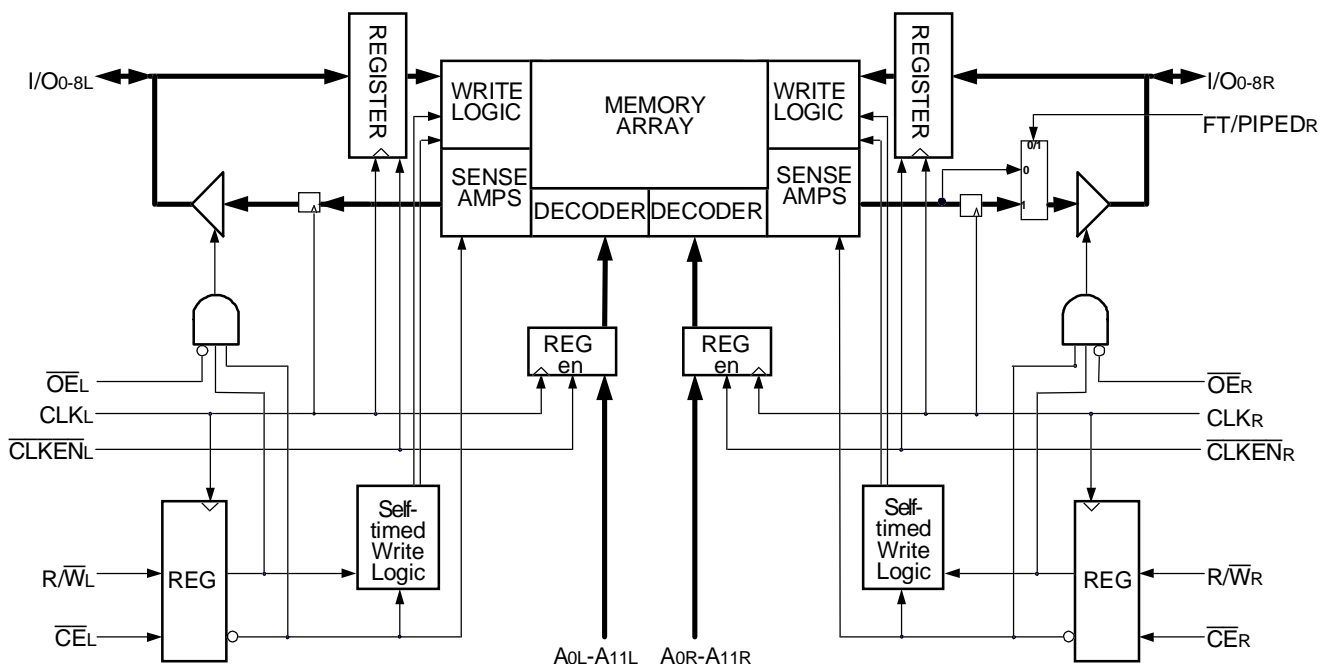 I/O0-8L
REGISTER
WRITE
LOGIC
MEMORY
ARRAY
WRITE
LOGIC
REGISTER
I/O0-8R
FT/PIPEDR
0/1
0
1
SENSE
AMPS
DECODER
DECODER
SENSE
AMPS
REG
en
REG
en
OEL
CLKL
CLKENL
OER
CLKR
CLKENR
Self-
timed
Write
Logic
Self-
timed
Write
Logic
R/WL
REG
CEL
REG
R/WR
CER
A0L-A11L
A0R-A11R